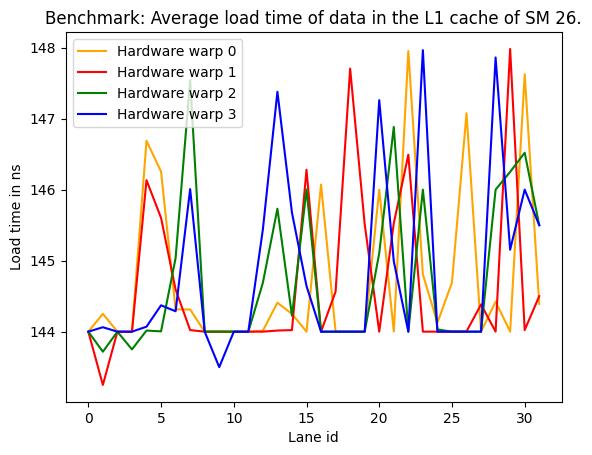 Benchmark: Average load time of data in the L1 cache of SM 26.
148
147
146
145
144
Load time in ns
Hardware warp 0
Hardware warp 1
Hardware warp 2
Hardware warp 3
0 5 10 15 20 25 30
Lane id